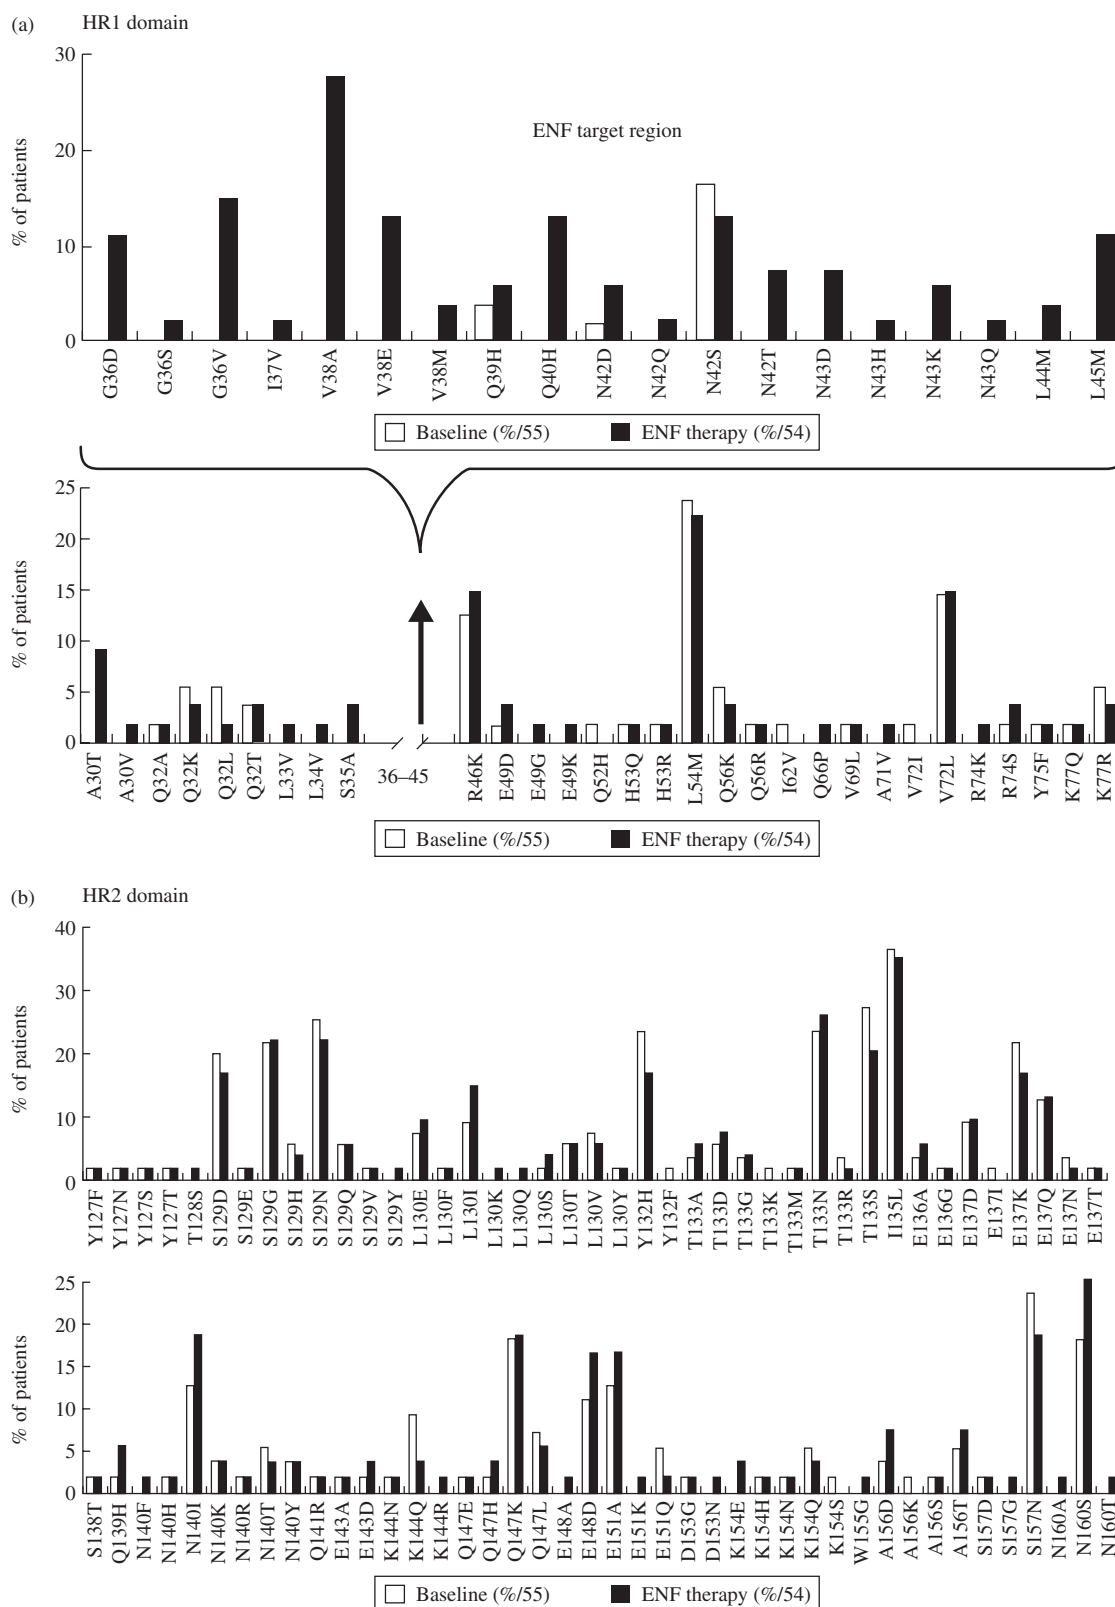 (a) HR1 domain
30
20
10
0
% of patients
ENF target region
G36D G36S G36V I37V V38A V38E V38M Q39H Q40H N42D N42Q N42S N42T N43D N43H N43K N43Q L44M L45M
Baseline (%/55) ENF therapy (%/54)
25
20
15
10
5
0
% of patients
A30T A30V Q32A Q32K Q32L Q32T L33V L34V S35A 36–45 R46K E49D E49G E49K Q52H H53Q H53R L54M Q56K Q56R I62V Q66P V69L A71V V72I V72L R74K R74S Y75F K77Q K77R
Baseline (%/55) ENF therapy (%/54)
(b) HR2 domain
40
30
20
10
0
% of patients
Y127F Y127N Y127S Y127T T128S S129D S129E S129G S129H S129N S129Q S129V S129Y L130E L130F L130I L130K L130Q L130S L130T L130V L130Y Y132H Y132F T133A T133D T133G T133K T133M T133N T133R T133S I135L E136A E136G E137D E137I E137K E137Q E137N E137T
25
20
15
10
5
0
% of patients
S138T Q139H N140F N140H N140I N140K N140R N140T N140Y Q141R E143A E143D K144N K144Q K144R Q147E Q147H Q147K Q147L E148A E148D E151A E151K E151Q D153G D153N K154E K154H K154N K154Q K154S W155G A156D A156K A156S A156T S157D S157G S157N N160A N160S N160T
Baseline (%/55) ENF therapy (%/54)